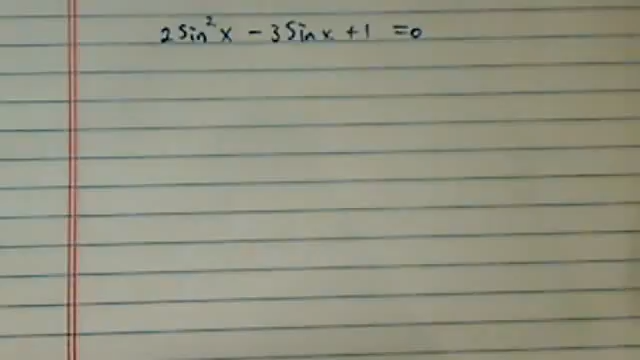 2 sin²x - 3 sin x + 1 = 0